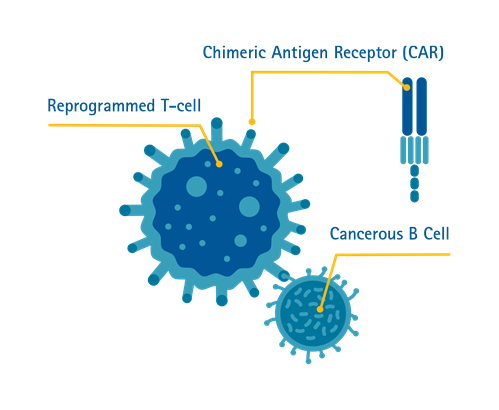 Chimeric Antigen Receptor (CAR)
Reprogrammed T-cell
Cancerous B Cell